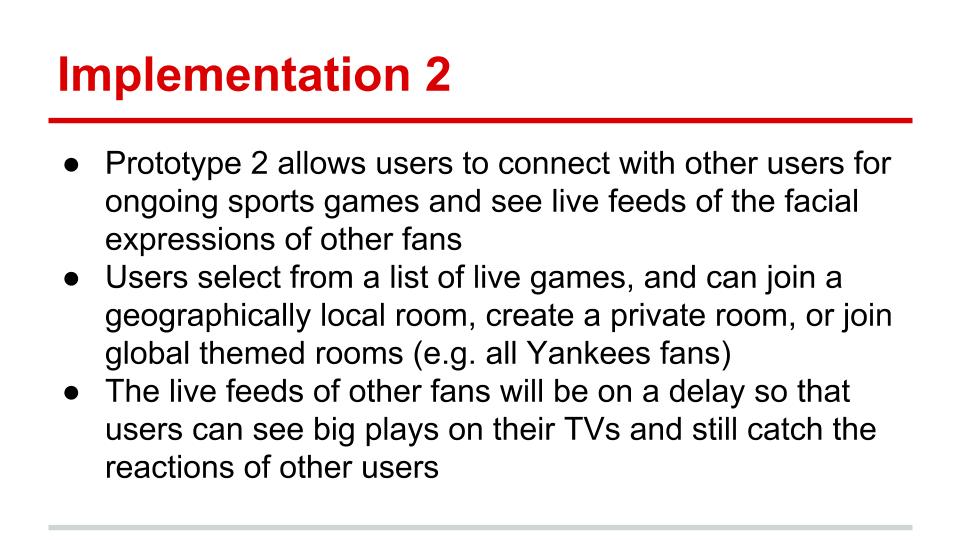 Implementation 2
● Prototype 2 allows users to connect with other users for
ongoing sports games and see live feeds of the facial
expressions of other fans
● Users select from a list of live games, and can join a
geographically local room, create a private room, or join
global themed rooms (e.g. all Yankees fans)
● The live feeds of other fans will be on a delay so that
users can see big plays on their TVs and still catch the
reactions of other users